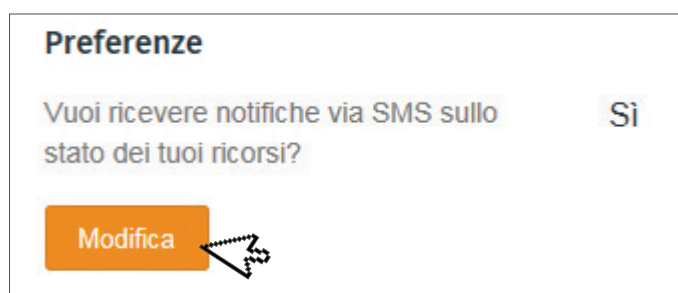 Preferenze
Vuoi ricevere notifiche via SMS sullo Sì
stato dei tuoi ricorsi?
Modifica